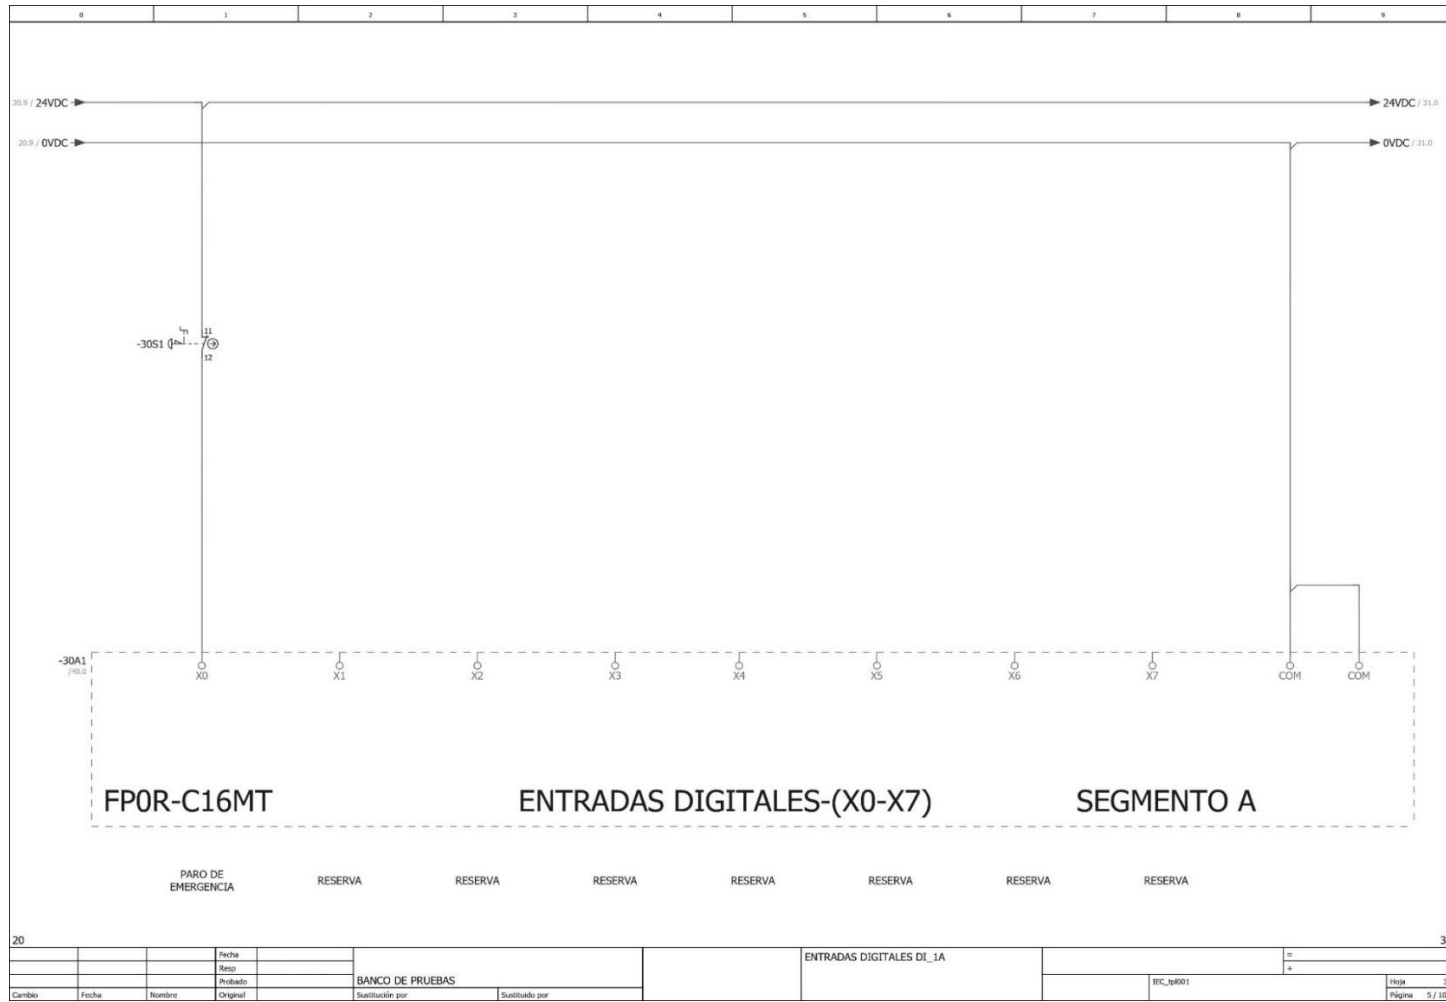 0 1 2 3 4 5 6 7 8 9
20.9 / 24VDC 24VDC / 31.0
20.9 / 0VDC 0VDC / 31.0
11
-30S1
12
-30A1
/40.0
X0 X1 X2 X3 X4 X5 X6 X7 COM COM
FP0R-C16MT ENTRADAS DIGITALES-(X0-X7) SEGMENTO A
PARO DE
EMERGENCIA RESERVA RESERVA RESERVA RESERVA RESERVA RESERVA RESERVA
20 3
Fecha ENTRADAS DIGITALES DI_1A =
Resp +
Probado BANCO DE PRUEBAS IEC_tpl001 Hoja 3
Cambio Fecha Nombre Original Sustitución por Sustituido por Página 5 / 10